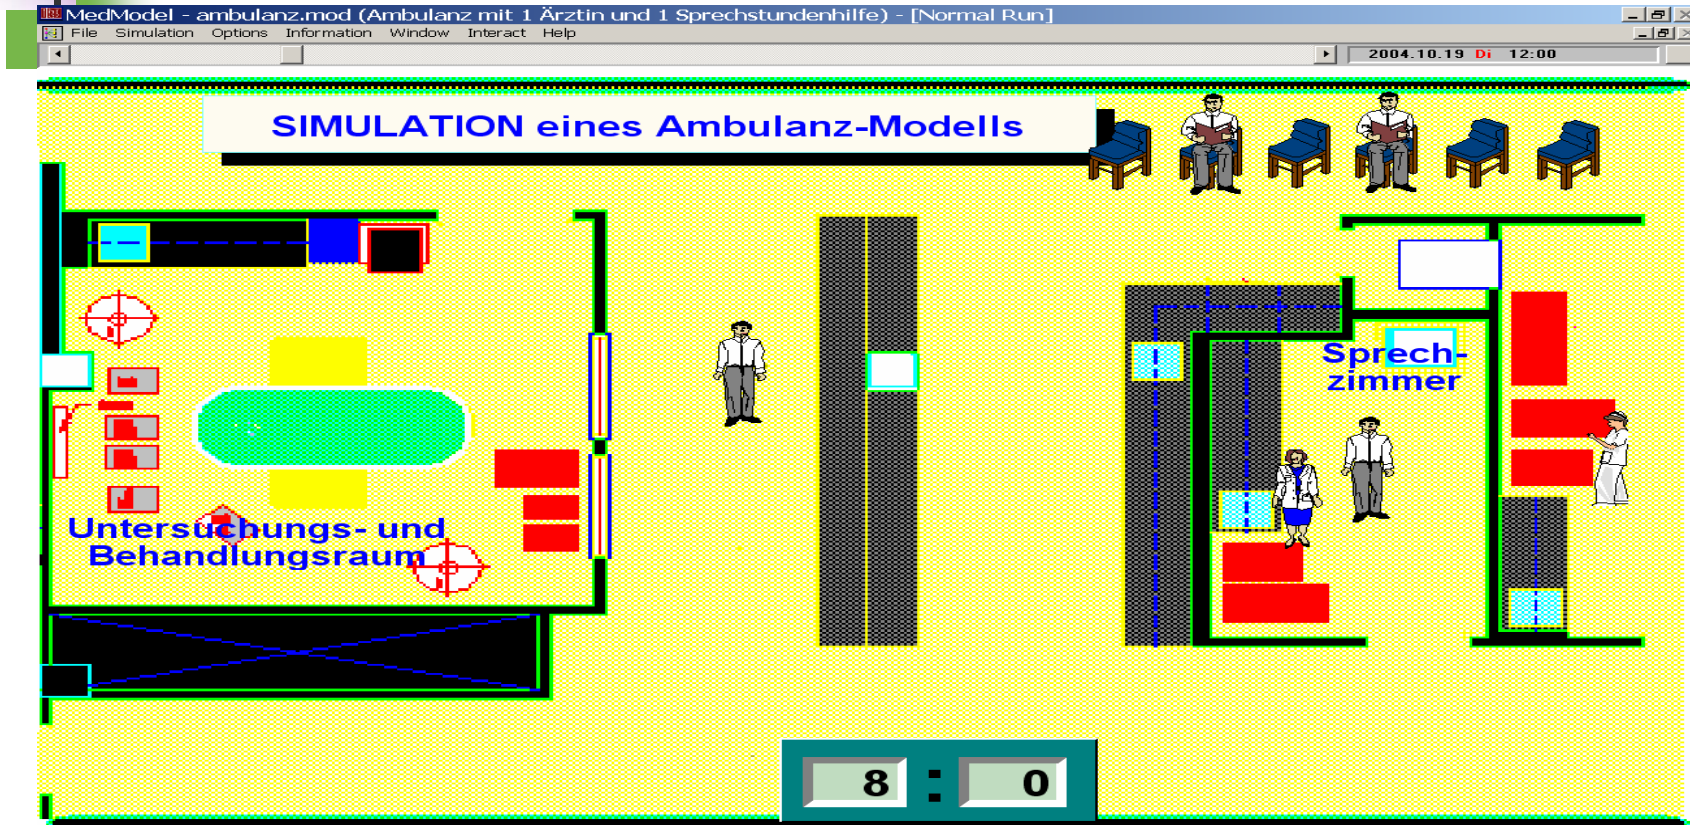 MedModel - ambulanz.mod (Ambulanz mit 1 Ärztin und 1 Sprechstundenhilfe) - [Normal Run]
File Simulation Options Information Window Interact Help
2004.10.19 Di 12:00
SIMULATION eines Ambulanz-Modells
Sprech-
zimmer
Untersuchungs- und
Behandlungsraum
8 : 0